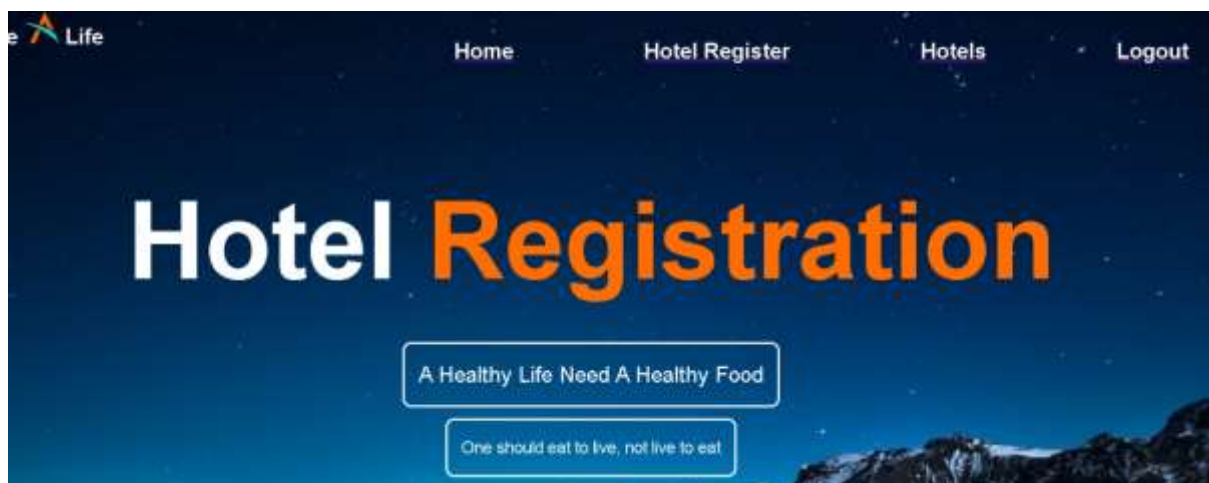 e A Life
Home Hotel Register Hotels Logout
Hotel Registration
A Healthy Life Need A Healthy Food
One should eat to live, not live to eat